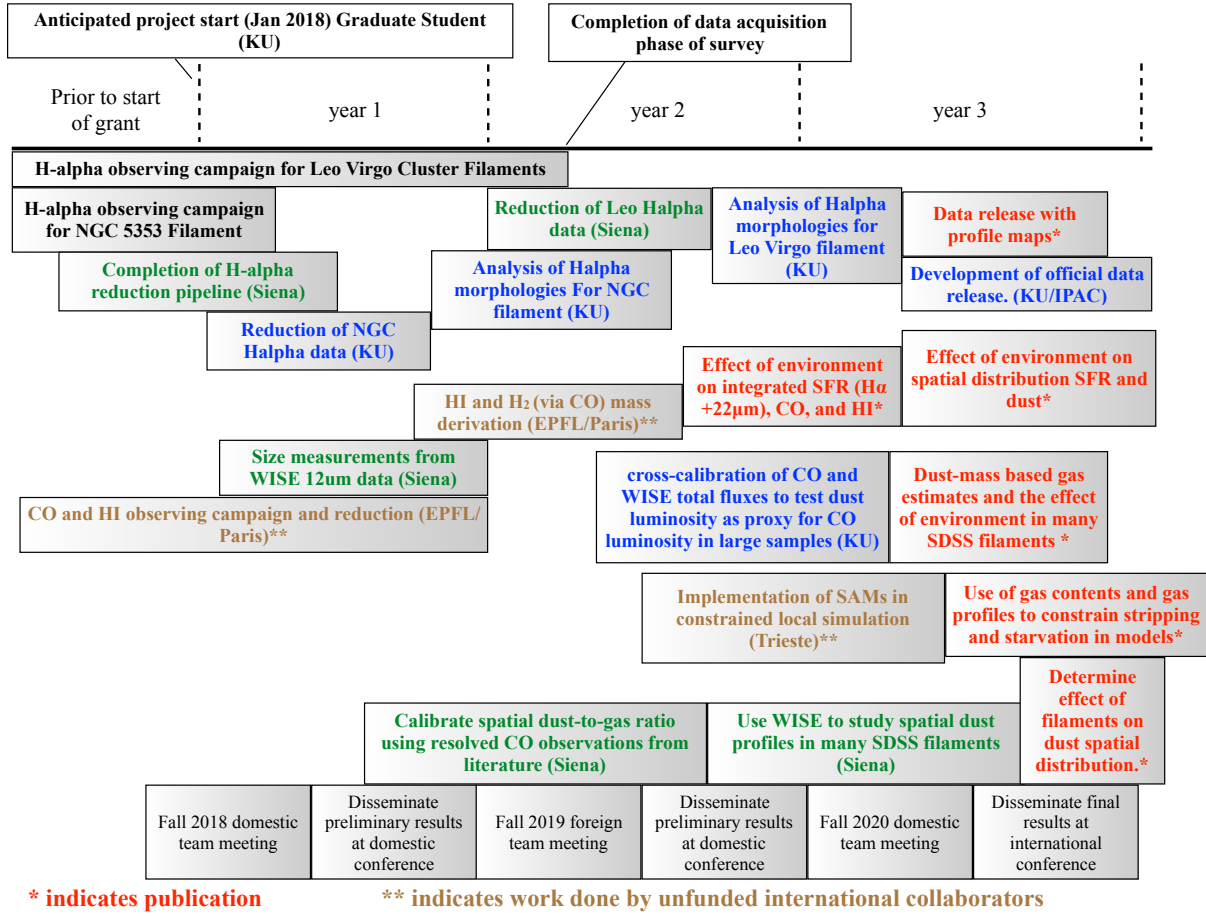 Anticipated project start (Jan 2018) Graduate Student
(KU)
Completion of data acquisition
phase of survey
Prior to start
of grant
year 1
year 2
year 3
H-alpha observing campaign for Leo Virgo Cluster Filaments
H-alpha observing campaign
for NGC 5353 Filament
Reduction of Leo Halpha
data (Siena)
Analysis of Halpha
morphologies for
Leo Virgo filament
(KU)
Data release with
profile maps*
Completion of H-alpha
reduction pipeline (Siena)
Analysis of Halpha
morphologies For NGC
filament (KU)
Development of official data
release. (KU/IPAC)
Reduction of NGC
Halpha data (KU)
Effect of environment
on integrated SFR (Hα
+22μm), CO, and HI*
Effect of environment on
spatial distribution SFR and
dust*
HI and H2 (via CO) mass
derivation (EPFL/Paris)**
Size measurements from
WISE 12um data (Siena)
cross-calibration of CO and
WISE total fluxes to test dust
luminosity as proxy for CO
luminosity in large samples (KU)
Dust-mass based gas
estimates and the effect
of environment in many
SDSS filaments *
CO and HI observing campaign and reduction (EPFL/
Paris)**
Implementation of SAMs in
constrained local simulation
(Trieste)**
Use of gas contents and gas
profiles to constrain stripping
and starvation in models*
Determine
effect of
filaments on
dust spatial
distribution.*
Calibrate spatial dust-to-gas ratio
using resolved CO observations from
literature (Siena)
Use WISE to study spatial dust
profiles in many SDSS filaments
(Siena)
Fall 2018 domestic
team meeting
Disseminate
preliminary results
at domestic
conference
Fall 2019 foreign
team meeting
Disseminate
preliminary results
at domestic
conference
Fall 2020 domestic
team meeting
Disseminate final
results at
international
conference
* indicates publication
** indicates work done by unfunded international collaborators